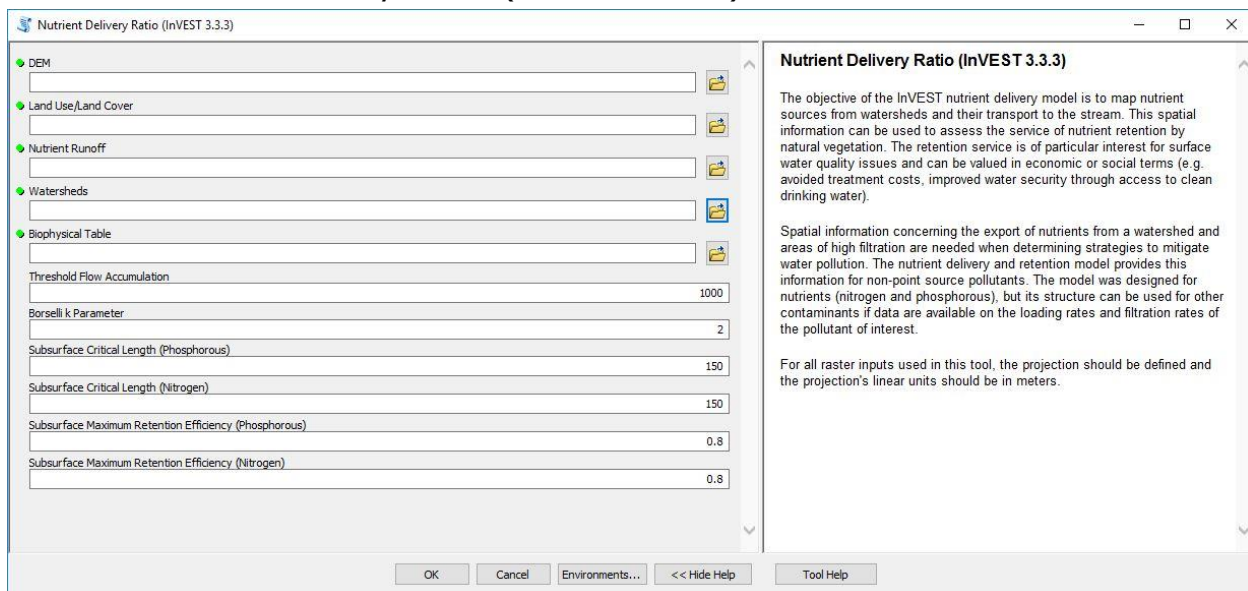 Nutrient Delivery Ratio (InVEST 3.3.3)
DEM
Land Use/Land Cover
Nutrient Runoff
Watersheds
Biophysical Table
Threshold Flow Accumulation
1000
Borselli k Parameter
2
Subsurface Critical Length (Phosphorous)
150
Subsurface Critical Length (Nitrogen)
150
Subsurface Maximum Retention Efficiency (Phosphorous)
0.8
Subsurface Maximum Retention Efficiency (Nitrogen)
0.8
Nutrient Delivery Ratio (InVEST 3.3.3)
The objective of the InVEST nutrient delivery model is to map nutrient
sources from watersheds and their transport to the stream. This spatial
information can be used to assess the service of nutrient retention by
natural vegetation. The retention service is of particular interest for surface
water quality issues and can be valued in economic or social terms (e.g.
avoided treatment costs, improved water security through access to clean
drinking water).
Spatial information concerning the export of nutrients from a watershed and
areas of high filtration are needed when determining strategies to mitigate
water pollution. The nutrient delivery and retention model provides this
information for non-point source pollutants. The model was designed for
nutrients (nitrogen and phosphorous), but its structure can be used for other
contaminants if data are available on the loading rates and filtration rates of
the pollutant of interest.
For all raster inputs used in this tool, the projection should be defined and
the projection's linear units should be in meters.
OK
Cancel
Environments...
<< Hide Help
Tool Help